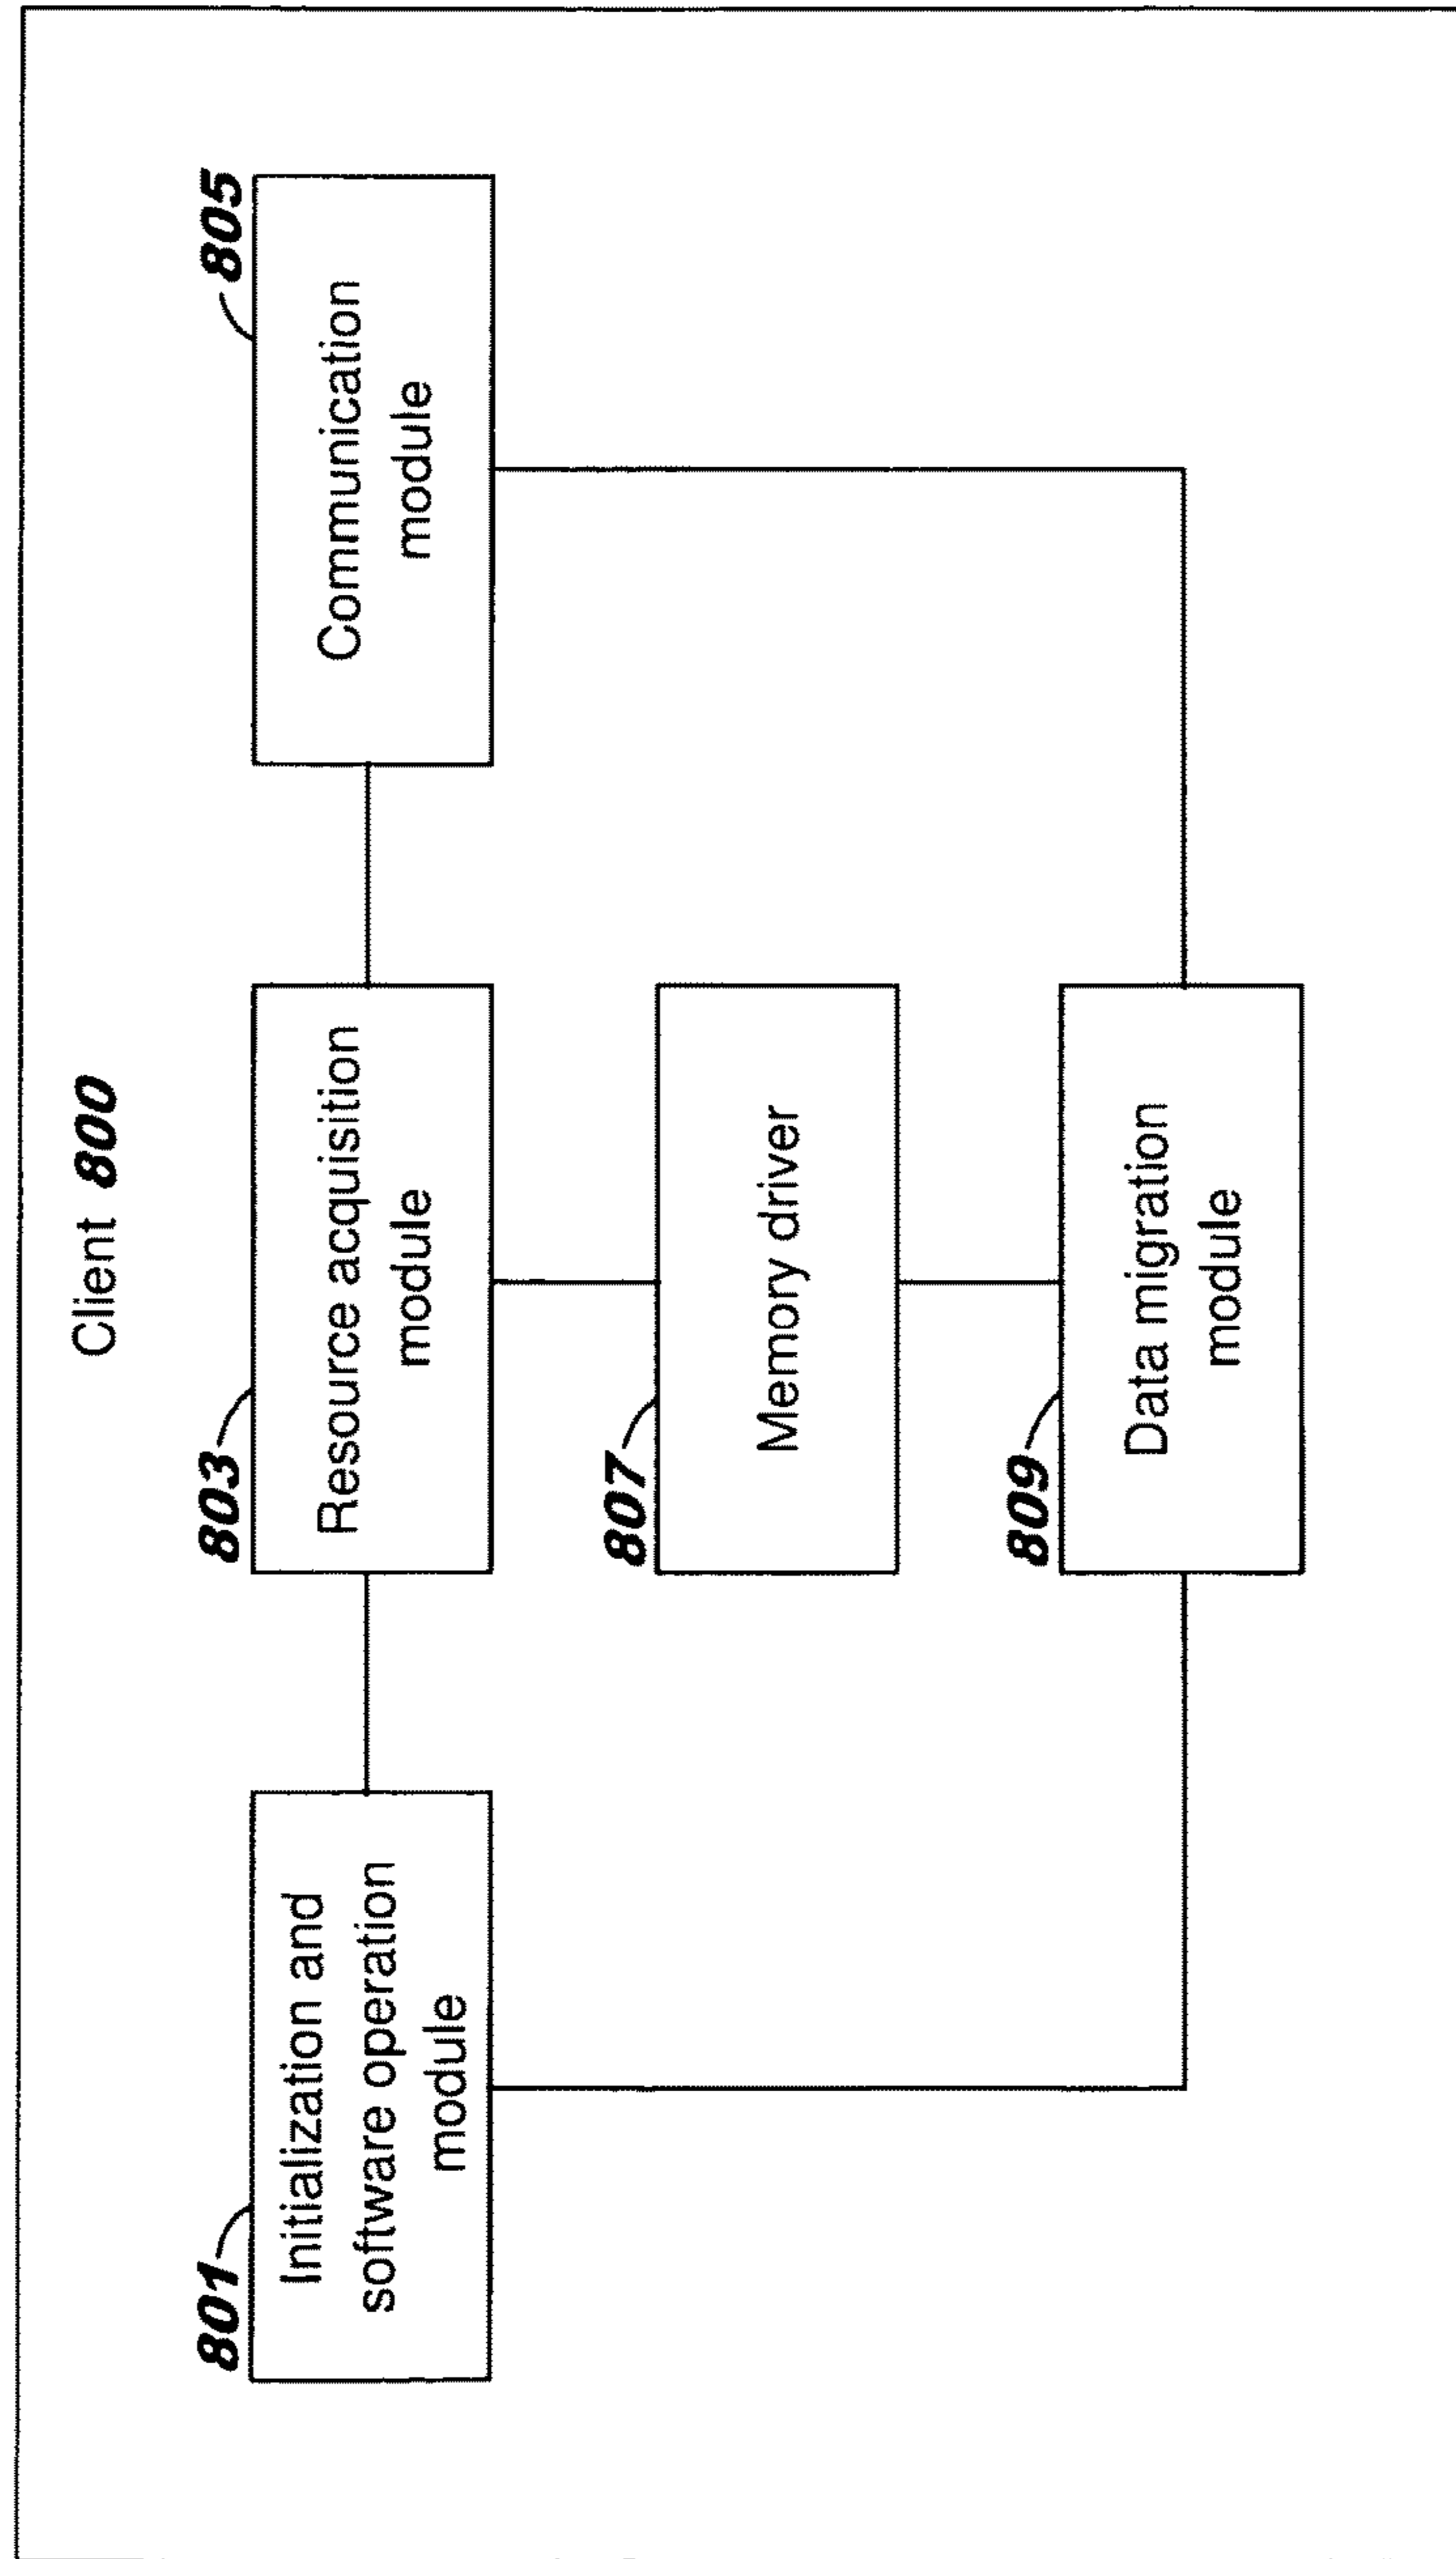 Client 800
801
Initialization and
software operation
module
803
Resource acquisition
module
805
Communication
module
807
Memory driver
809
Data migration
module